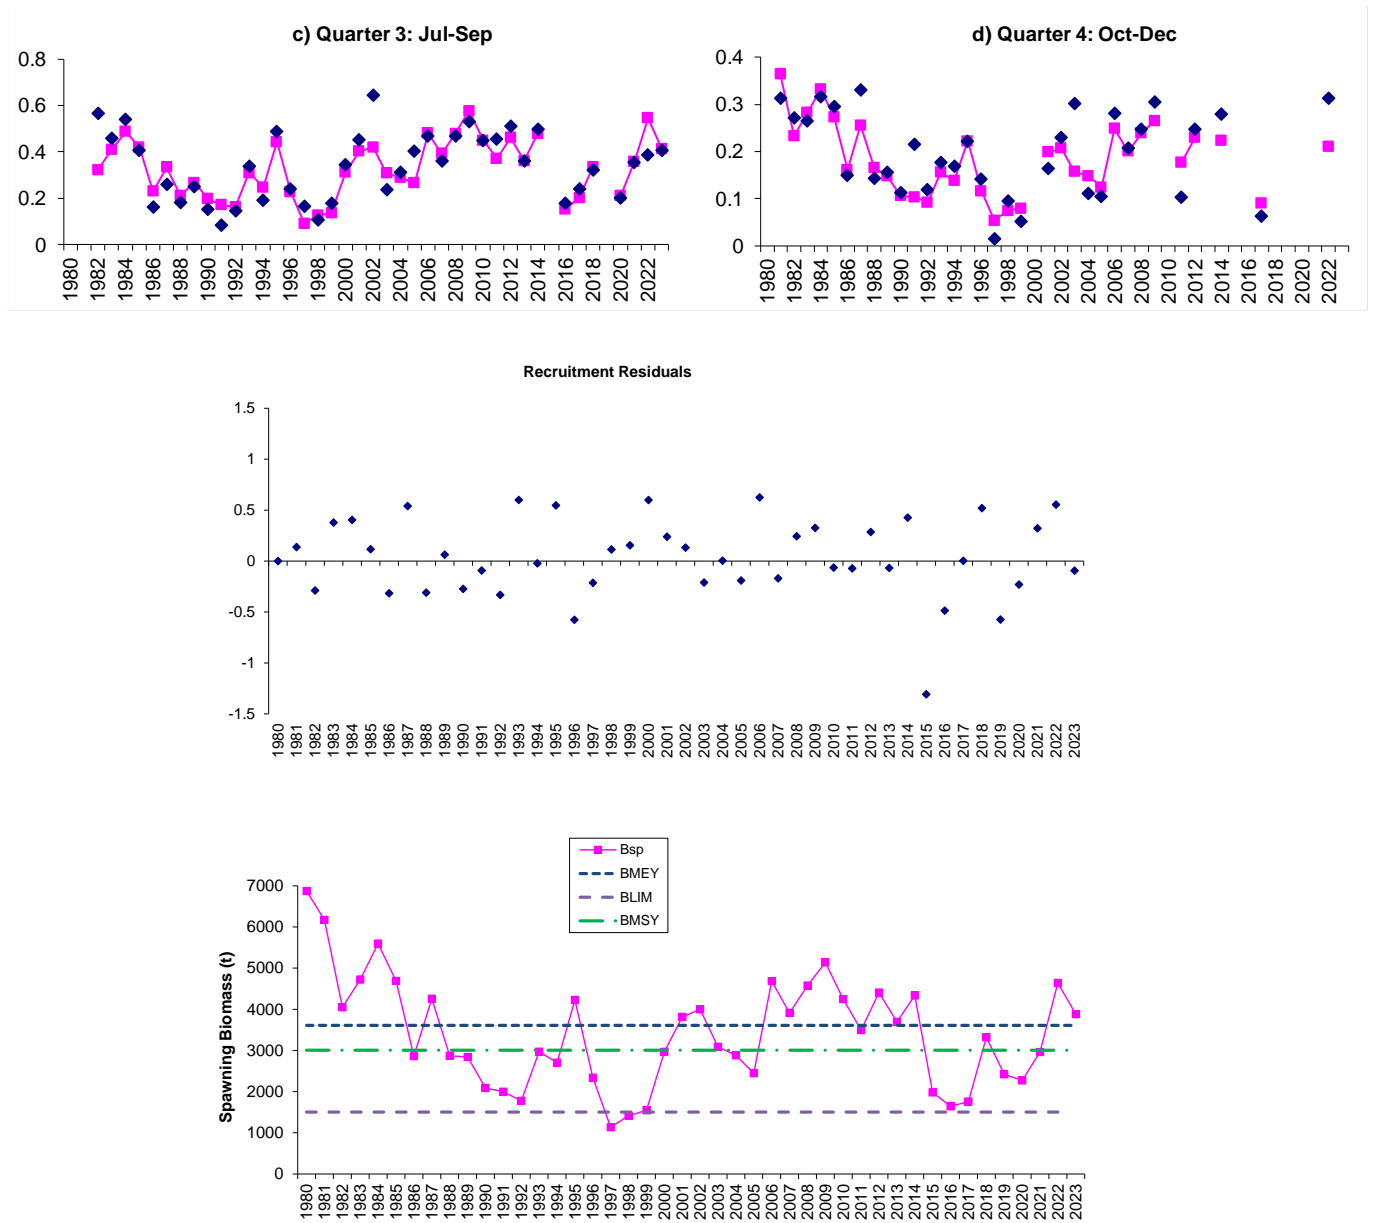 c) Quarter 3: Jul-Sep
0.8
0.6
0.4
0.2
0
1980 1982 1984 1986 1988 1990 1992 1994 1996 1998 2000 2002 2004 2006 2008 2010 2012 2014 2016 2018 2020 2022
d) Quarter 4: Oct-Dec
0.4
0.3
0.2
0.1
0
1980 1982 1984 1986 1988 1990 1992 1994 1996 1998 2000 2002 2004 2006 2008 2010 2012 2014 2016 2018 2020 2022
Recruitment Residuals
1.5
1
0.5
0
-0.5
-1
-1.5
1980 1981 1982 1983 1984 1985 1986 1987 1988 1989 1990 1991 1992 1993 1994 1995 1996 1997 1998 1999 2000 2001 2002 2003 2004 2005 2006 2007 2008 2009 2010 2011 2012 2013 2014 2015 2016 2017 2018 2019 2020 2021 2022 2023
Bsp
BMEY
BLIM
BMSY
Spawning Biomass (t)
7000
6000
5000
4000
3000
2000
1000
0
1980 1981 1982 1983 1984 1985 1986 1987 1988 1989 1990 1991 1992 1993 1994 1995 1996 1997 1998 1999 2000 2001 2002 2003 2004 2005 2006 2007 2008 2009 2010 2011 2012 2013 2014 2015 2016 2017 2018 2019 2020 2021 2022 2023